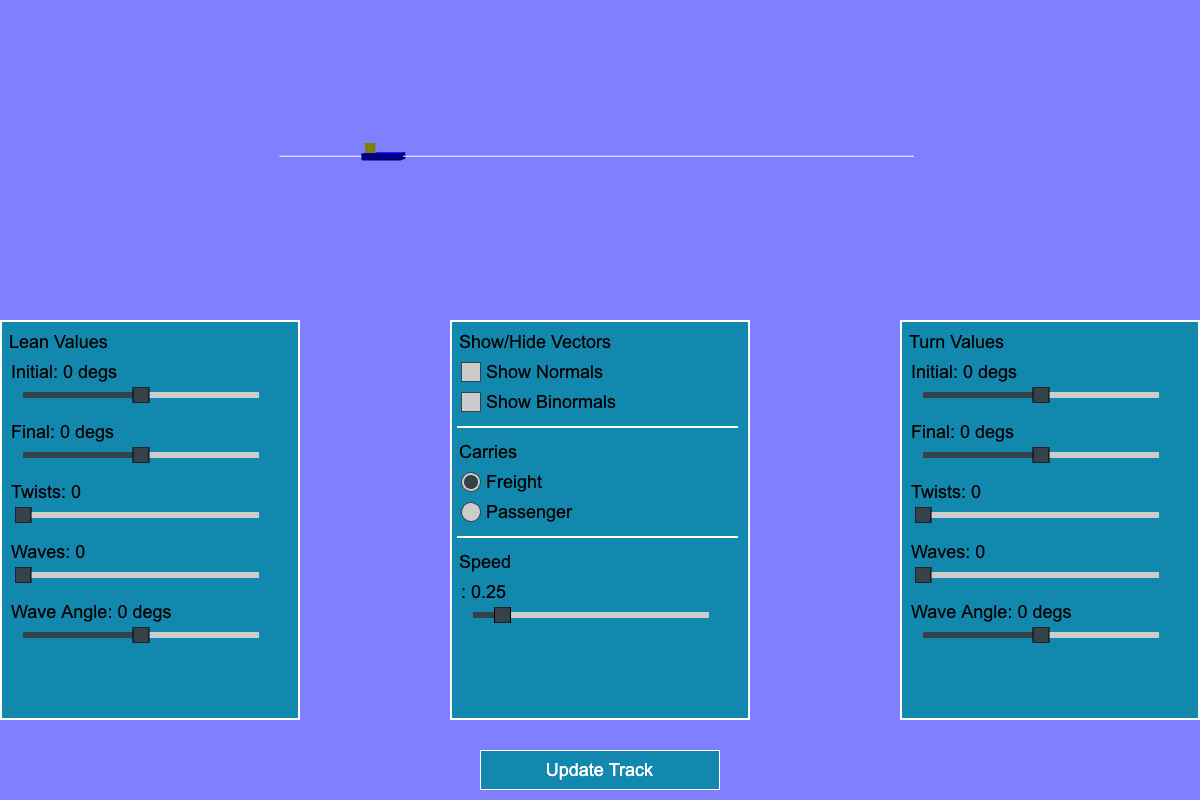 Lean Values
Initial: 0 degs
Final: 0 degs
Twists: 0
Waves: 0
Wave Angle: 0 degs
Show/Hide Vectors
Show Normals
Show Binormals
Carries
Freight
Passenger
Speed
: 0.25
Turn Values
Initial: 0 degs
Final: 0 degs
Twists: 0
Waves: 0
Wave Angle: 0 degs
Update Track